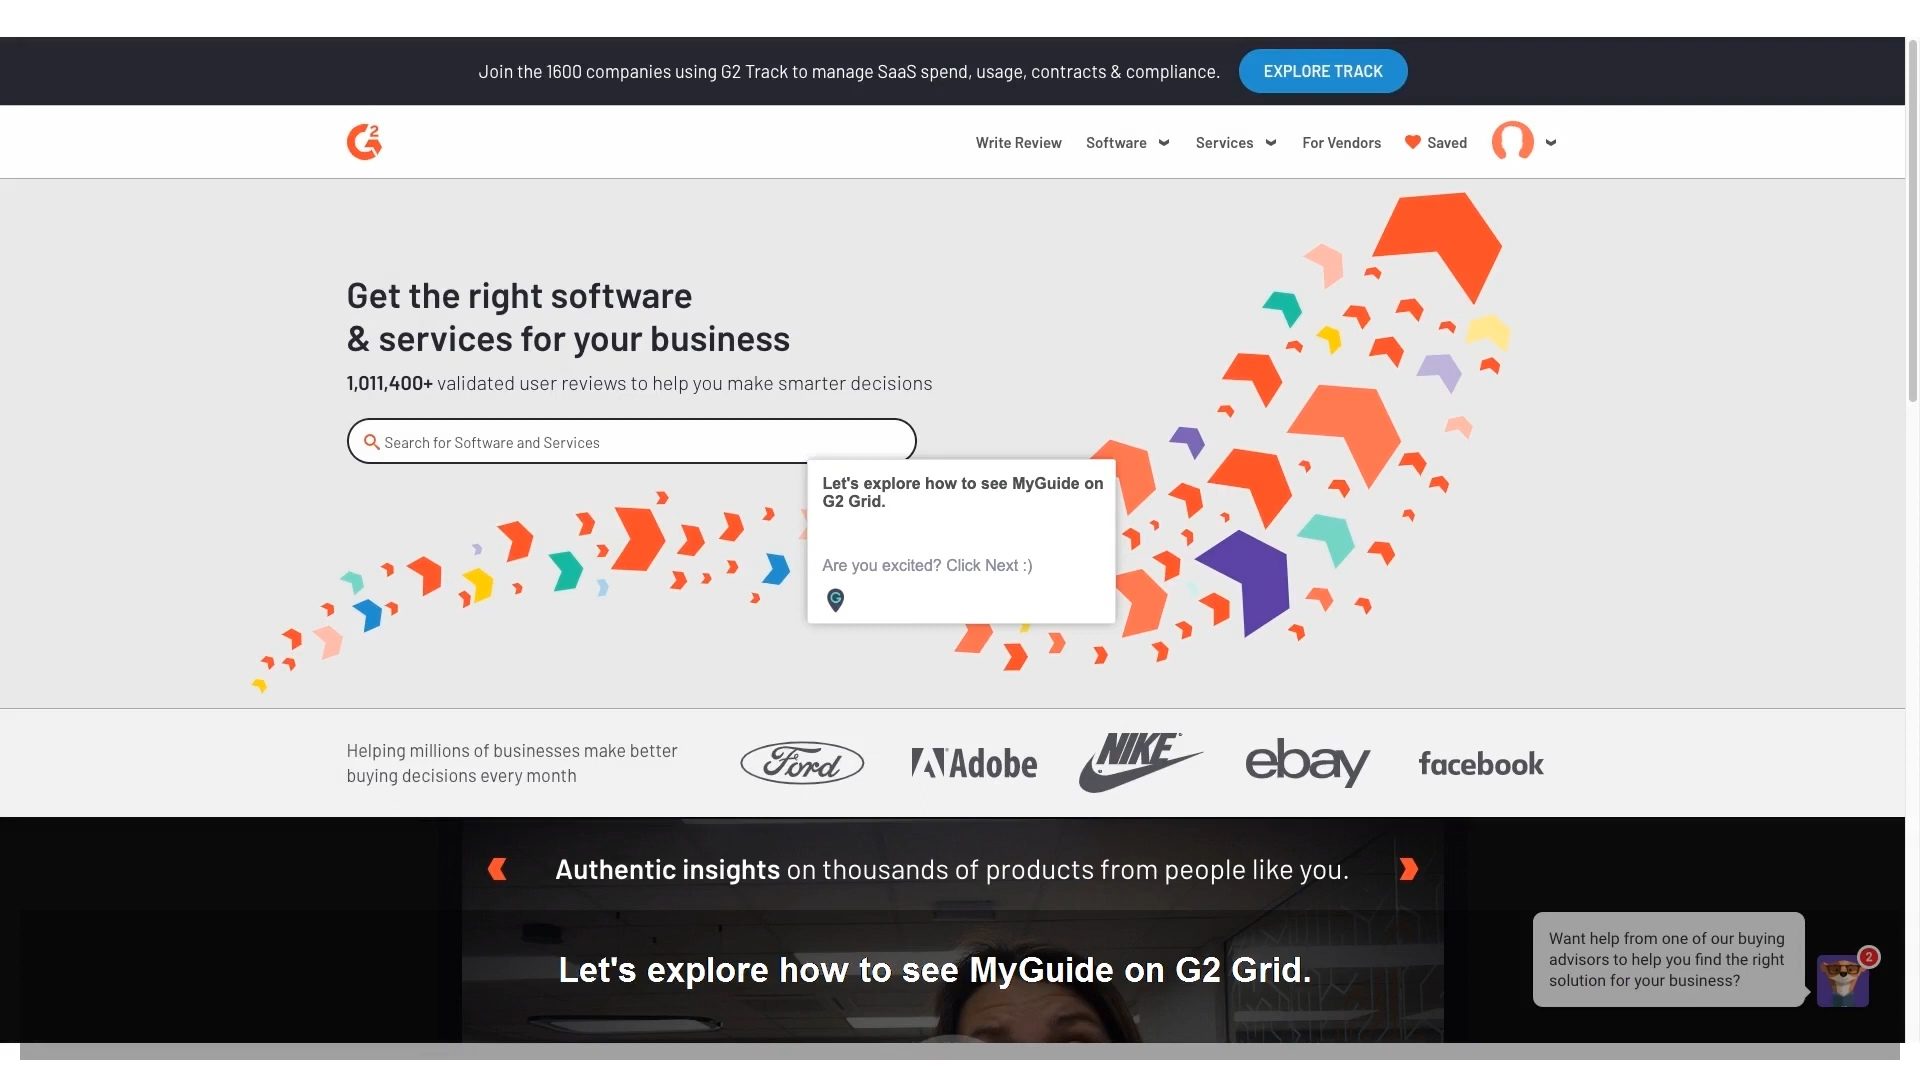 Join the 1600 companies using G2 Track to manage SaaS spend, usage, contracts & compliance.
EXPLORE TRACK
G2
Write Review
Software
Services
For Vendors
Saved
Get the right software
& services for your business
1,011,400+ validated user reviews to help you make smarter decisions
Search for Software and Services
Let's explore how to see MyGuide on
G2 Grid.
Are you excited? Click Next :)
G
Helping millions of businesses make better
buying decisions every month
Ford
Adobe
NIKE
ebay
facebook
Authentic insights on thousands of products from people like you.
Let's explore how to see MyGuide on G2 Grid.
Want help from one of our buying
advisors to help you find the right
solution for your business?
2